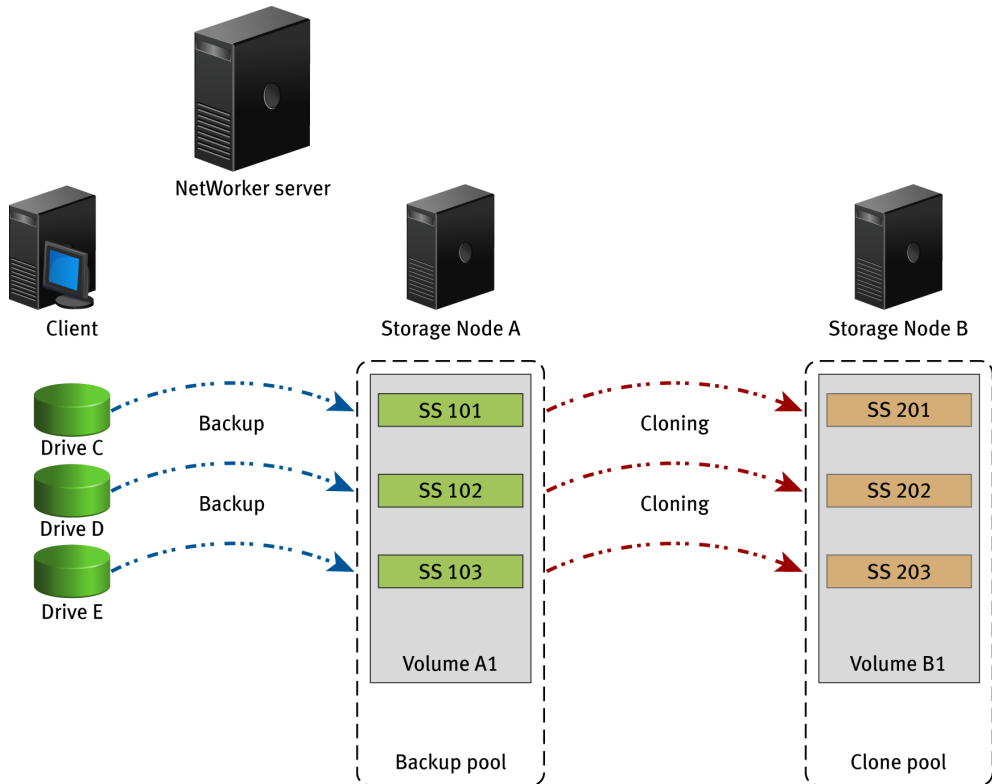 NetWorker server
Client
Storage Node A
Storage Node B
Drive C
Backup
SS 101
Cloning
SS 201
Drive D
Backup
SS 102
Cloning
SS 202
Drive E
SS 103
SS 203
Volume A1
Volume B1
Backup pool
Clone pool